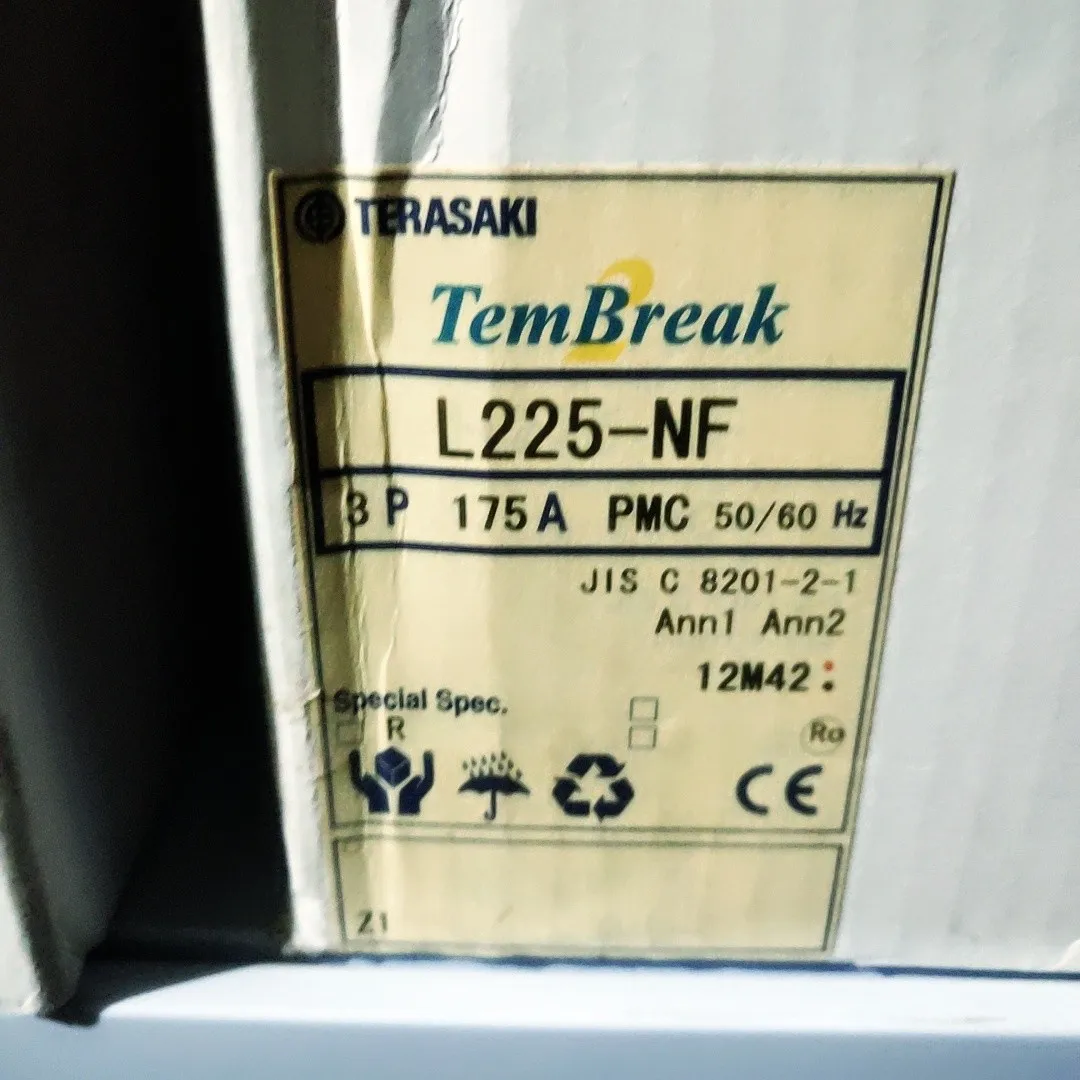 TERASAKI
TemBreak 2
L225-NF
3P 175A PMC 50/60 Hz
JIS C 8201-2-1
Ann1 Ann2
12M42:
Special Spec.
R
Ro
CE
Z1